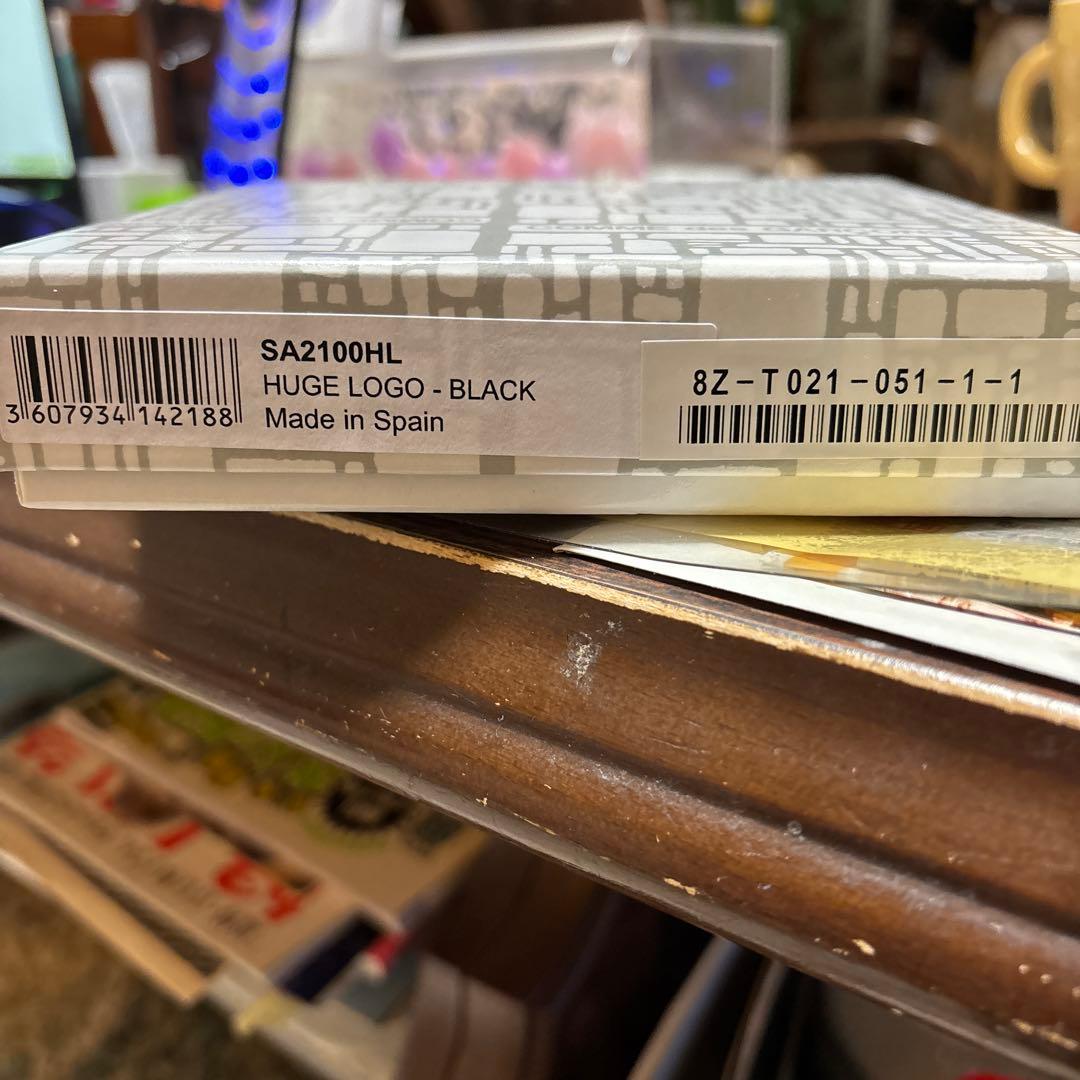 SA2100HL
HUGE LOGO - BLACK
Made in Spain
3 607934 142188
8Z-T021-051-1-1